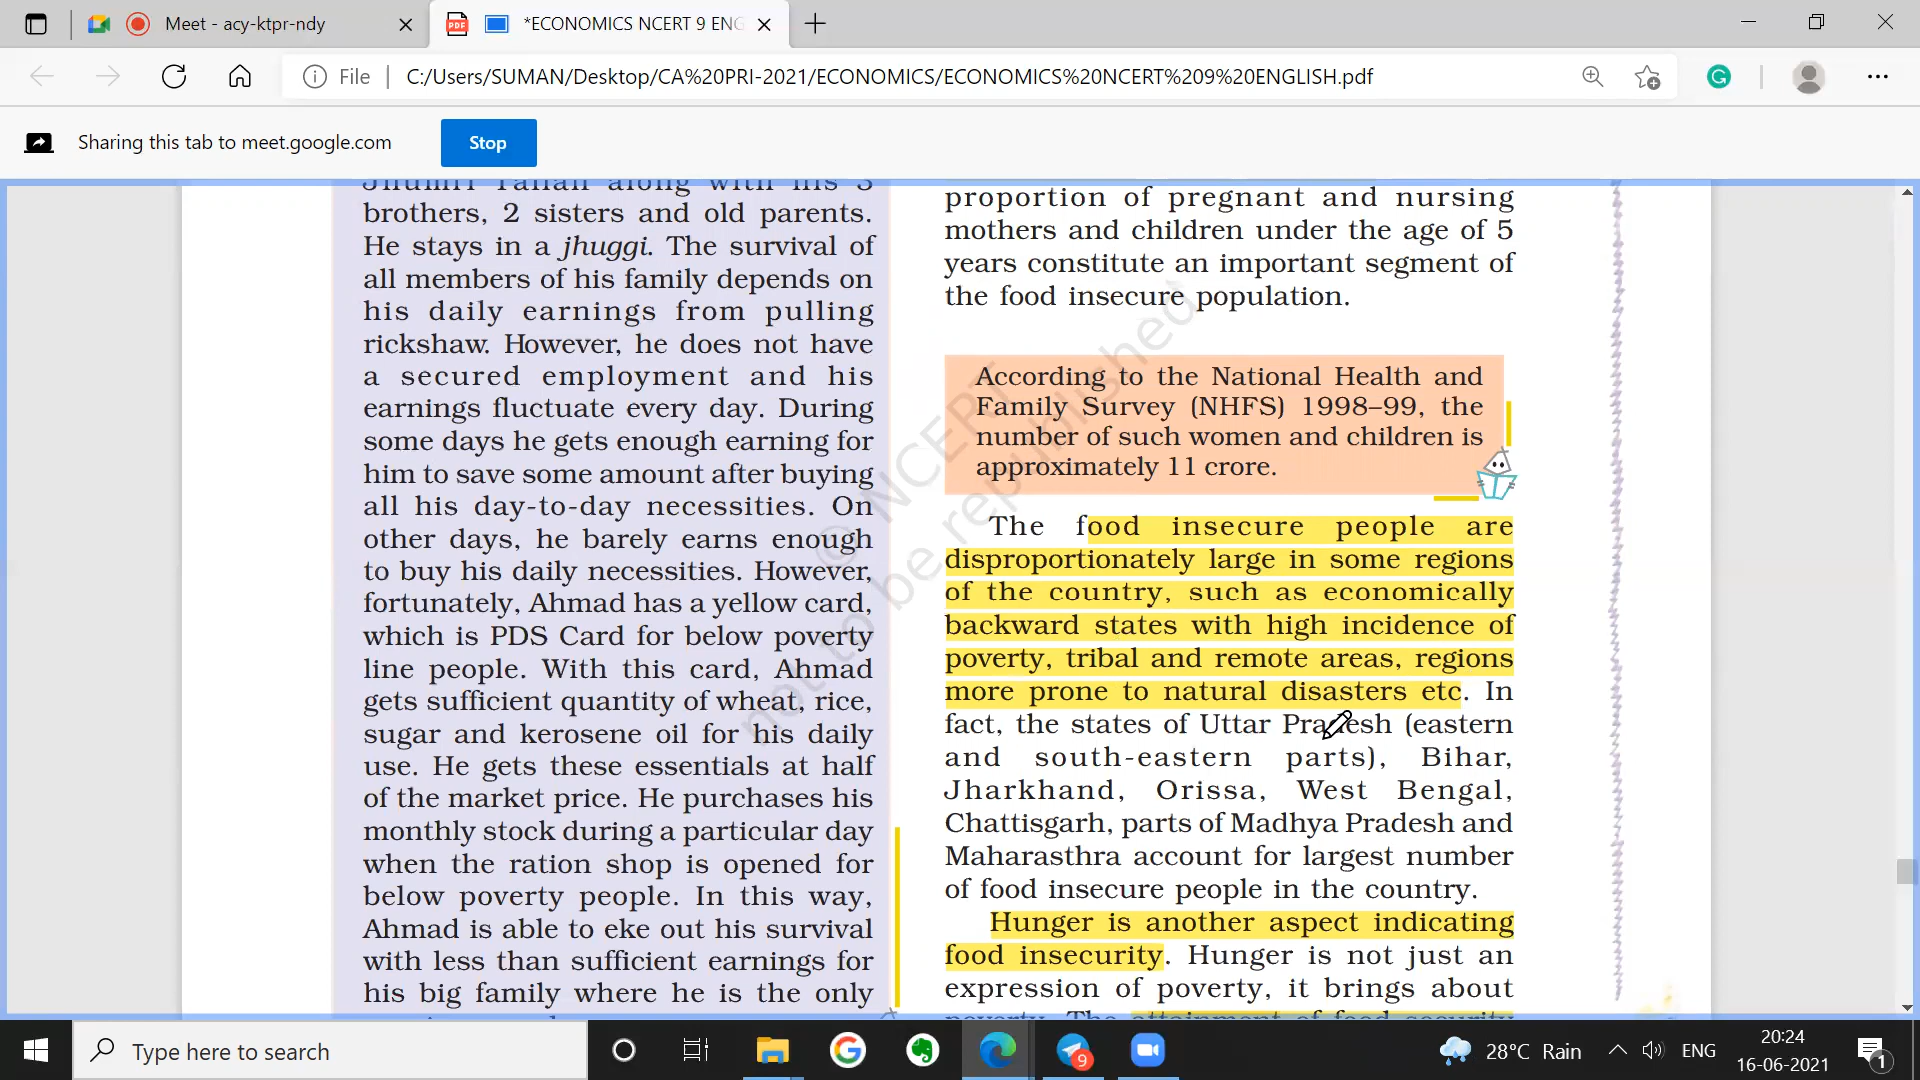 Meet - acy-ktpr-ndy
*ECONOMICS NCERT 9 ENG
File
C:/Users/SUMAN/Desktop/CA%20PRI-2021/ECONOMICS/ECONOMICS%20NCERT%209%20ENGLISH.pdf
Sharing this tab to meet.google.com
Stop
brothers, 2 sisters and old parents.
He stays in a jhuggi. The survival of
all members of his family depends on
his daily earnings from pulling
rickshaw. However, he does not have
a secured employment and his
earnings fluctuate every day. During
some days he gets enough earning for
him to save some amount after buying
all his day-to-day necessities. On
other days, he barely earns enough
to buy his daily necessities. However,
fortunately, Ahmad has a yellow card,
which is PDS Card for below poverty
line people. With this card, Ahmad
gets sufficient quantity of wheat, rice,
sugar and kerosene oil for his daily
use. He gets these essentials at half
of the market price. He purchases his
monthly stock during a particular day
when the ration shop is opened for
below poverty people. In this way,
Ahmad is able to eke out his survival
with less than sufficient earnings for
his big family where he is the only
proportion of pregnant and nursing
mothers and children under the age of 5
years constitute an important segment of
the food insecure population.
According to the National Health and
Family Survey (NHFS) 1998–99, the
number of such women and children is
approximately 11 crore.
The food insecure people are
disproportionately large in some regions
of the country, such as economically
backward states with high incidence of
poverty, tribal and remote areas, regions
more prone to natural disasters etc. In
fact, the states of Uttar Pradesh (eastern
and south-eastern parts), Bihar,
Jharkhand, Orissa, West Bengal,
Chattisgarh, parts of Madhya Pradesh and
Maharasthra account for largest number
of food insecure people in the country.
Hunger is another aspect indicating
food insecurity. Hunger is not just an
expression of poverty, it brings about
© NCERT
not to be republished
Type here to search
9
28°C Rain
ENG
20:24
16-06-2021
1